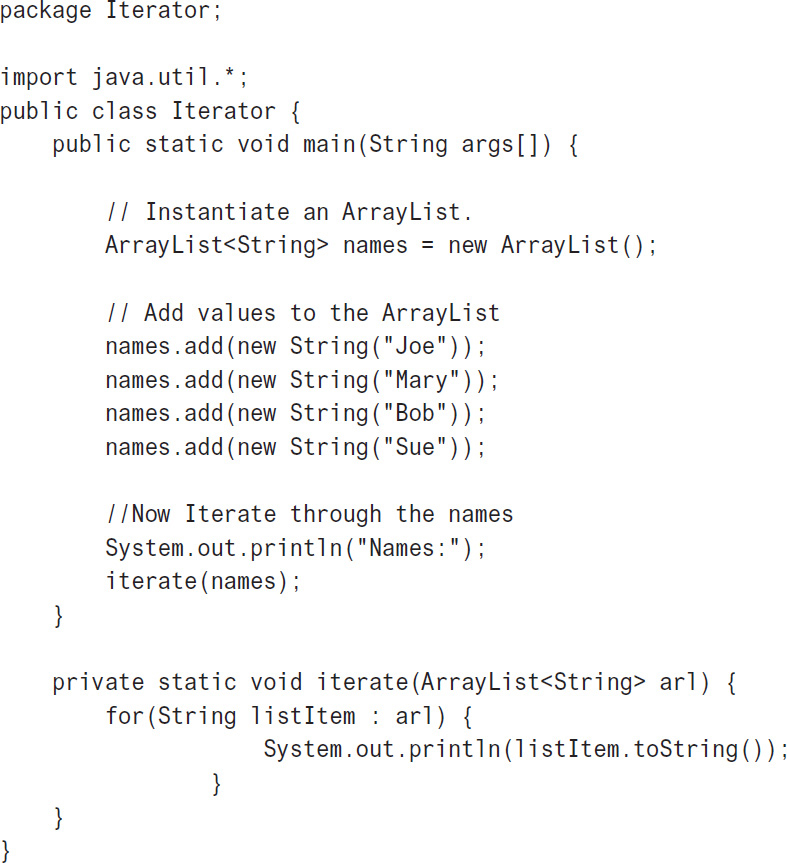 package Iterator;
import java.util.*;
public class Iterator {
public static void main(String args[]) {
// Instantiate an ArrayList.
ArrayList<String> names = new ArrayList();
// Add values to the ArrayList
names.add(new String("Joe"));
names.add(new String("Mary"));
names.add(new String("Bob"));
names.add(new String("Sue"));
//Now Iterate through the names
System.out.println("Names:");
iterate(names);
}
private static void iterate(ArrayList<String> arl) {
for(String listItem : arl) {
System.out.println(listItem.toString());
}
}
}